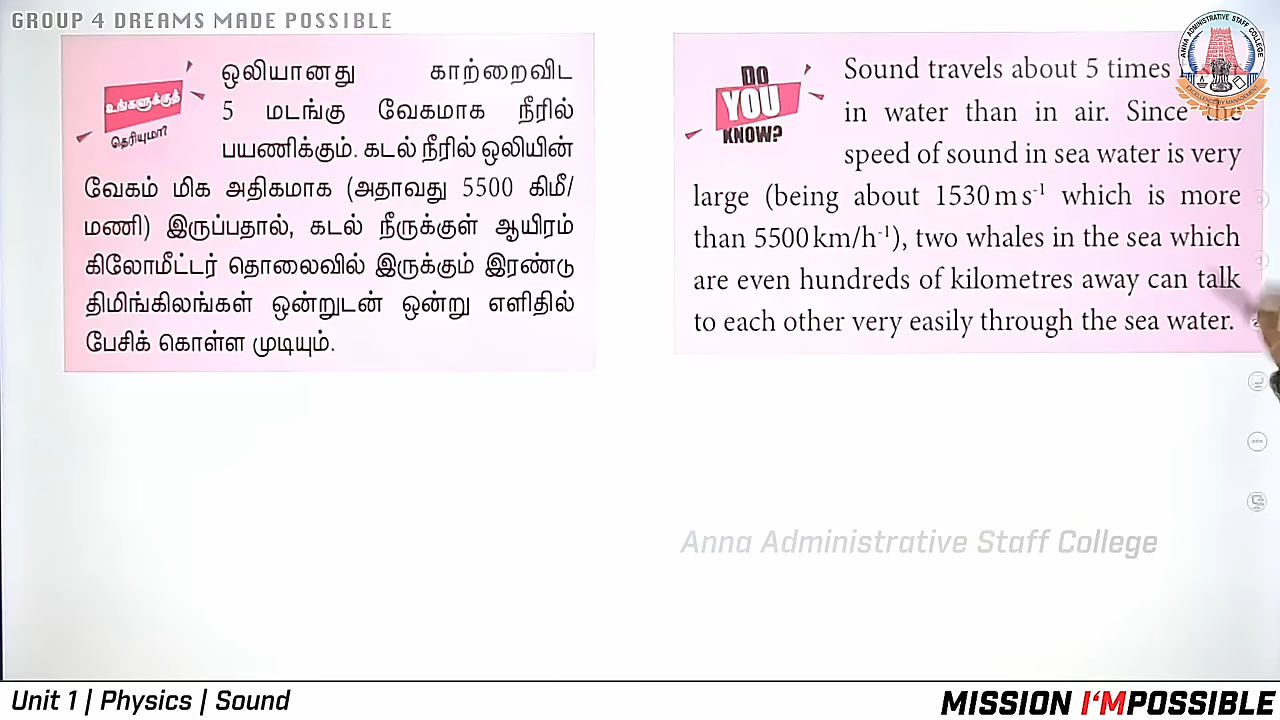 GROUP 4 DREAMS MADE POSSIBLE
உங்களுக்குத்
தெரியுமா?
ஒலியானது காற்றைவிட
5 மடங்கு வேகமாக நீரில்
பயணிக்கும். கடல் நீரில் ஒலியின்
வேகம் மிக அதிகமாக (அதாவது 5500 கிமீ/
மணி) இருப்பதால், கடல் நீருக்குள் ஆயிரம்
கிலோமீட்டர் தொலைவில் இருக்கும் இரண்டு
திமிங்கிலங்கள் ஒன்றுடன் ஒன்று எளிதில்
பேசிக் கொள்ள முடியும்.
DO
YOU
KNOW?
Sound travels about 5 times
in water than in air. Since the
speed of sound in sea water is very
large (being about 1530 m s⁻¹ which is more
than 5500 km/h⁻¹), two whales in the sea which
are even hundreds of kilometres away can talk
to each other very easily through the sea water.
ANNA ADMINISTRATIVE STAFF COLLEGE
Anna Administrative Staff College
Unit 1 | Physics | Sound
MISSION I'MPOSSIBLE